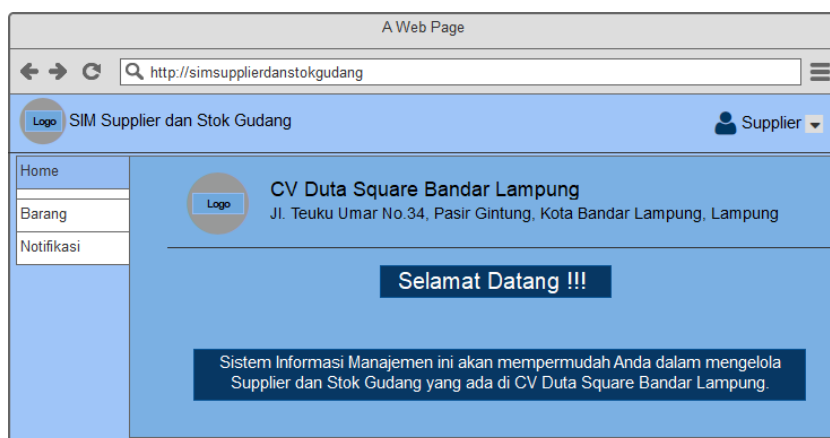 A Web Page
http://simsupplierdanstokgudang
Logo SIM Supplier dan Stok Gudang
Supplier
Home
Barang
Notifikasi
Logo
CV Duta Square Bandar Lampung
Jl. Teuku Umar No.34, Pasir Gintung, Kota Bandar Lampung, Lampung
Selamat Datang !!!
Sistem Informasi Manajemen ini akan mempermudah Anda dalam mengelola
Supplier dan Stok Gudang yang ada di CV Duta Square Bandar Lampung.